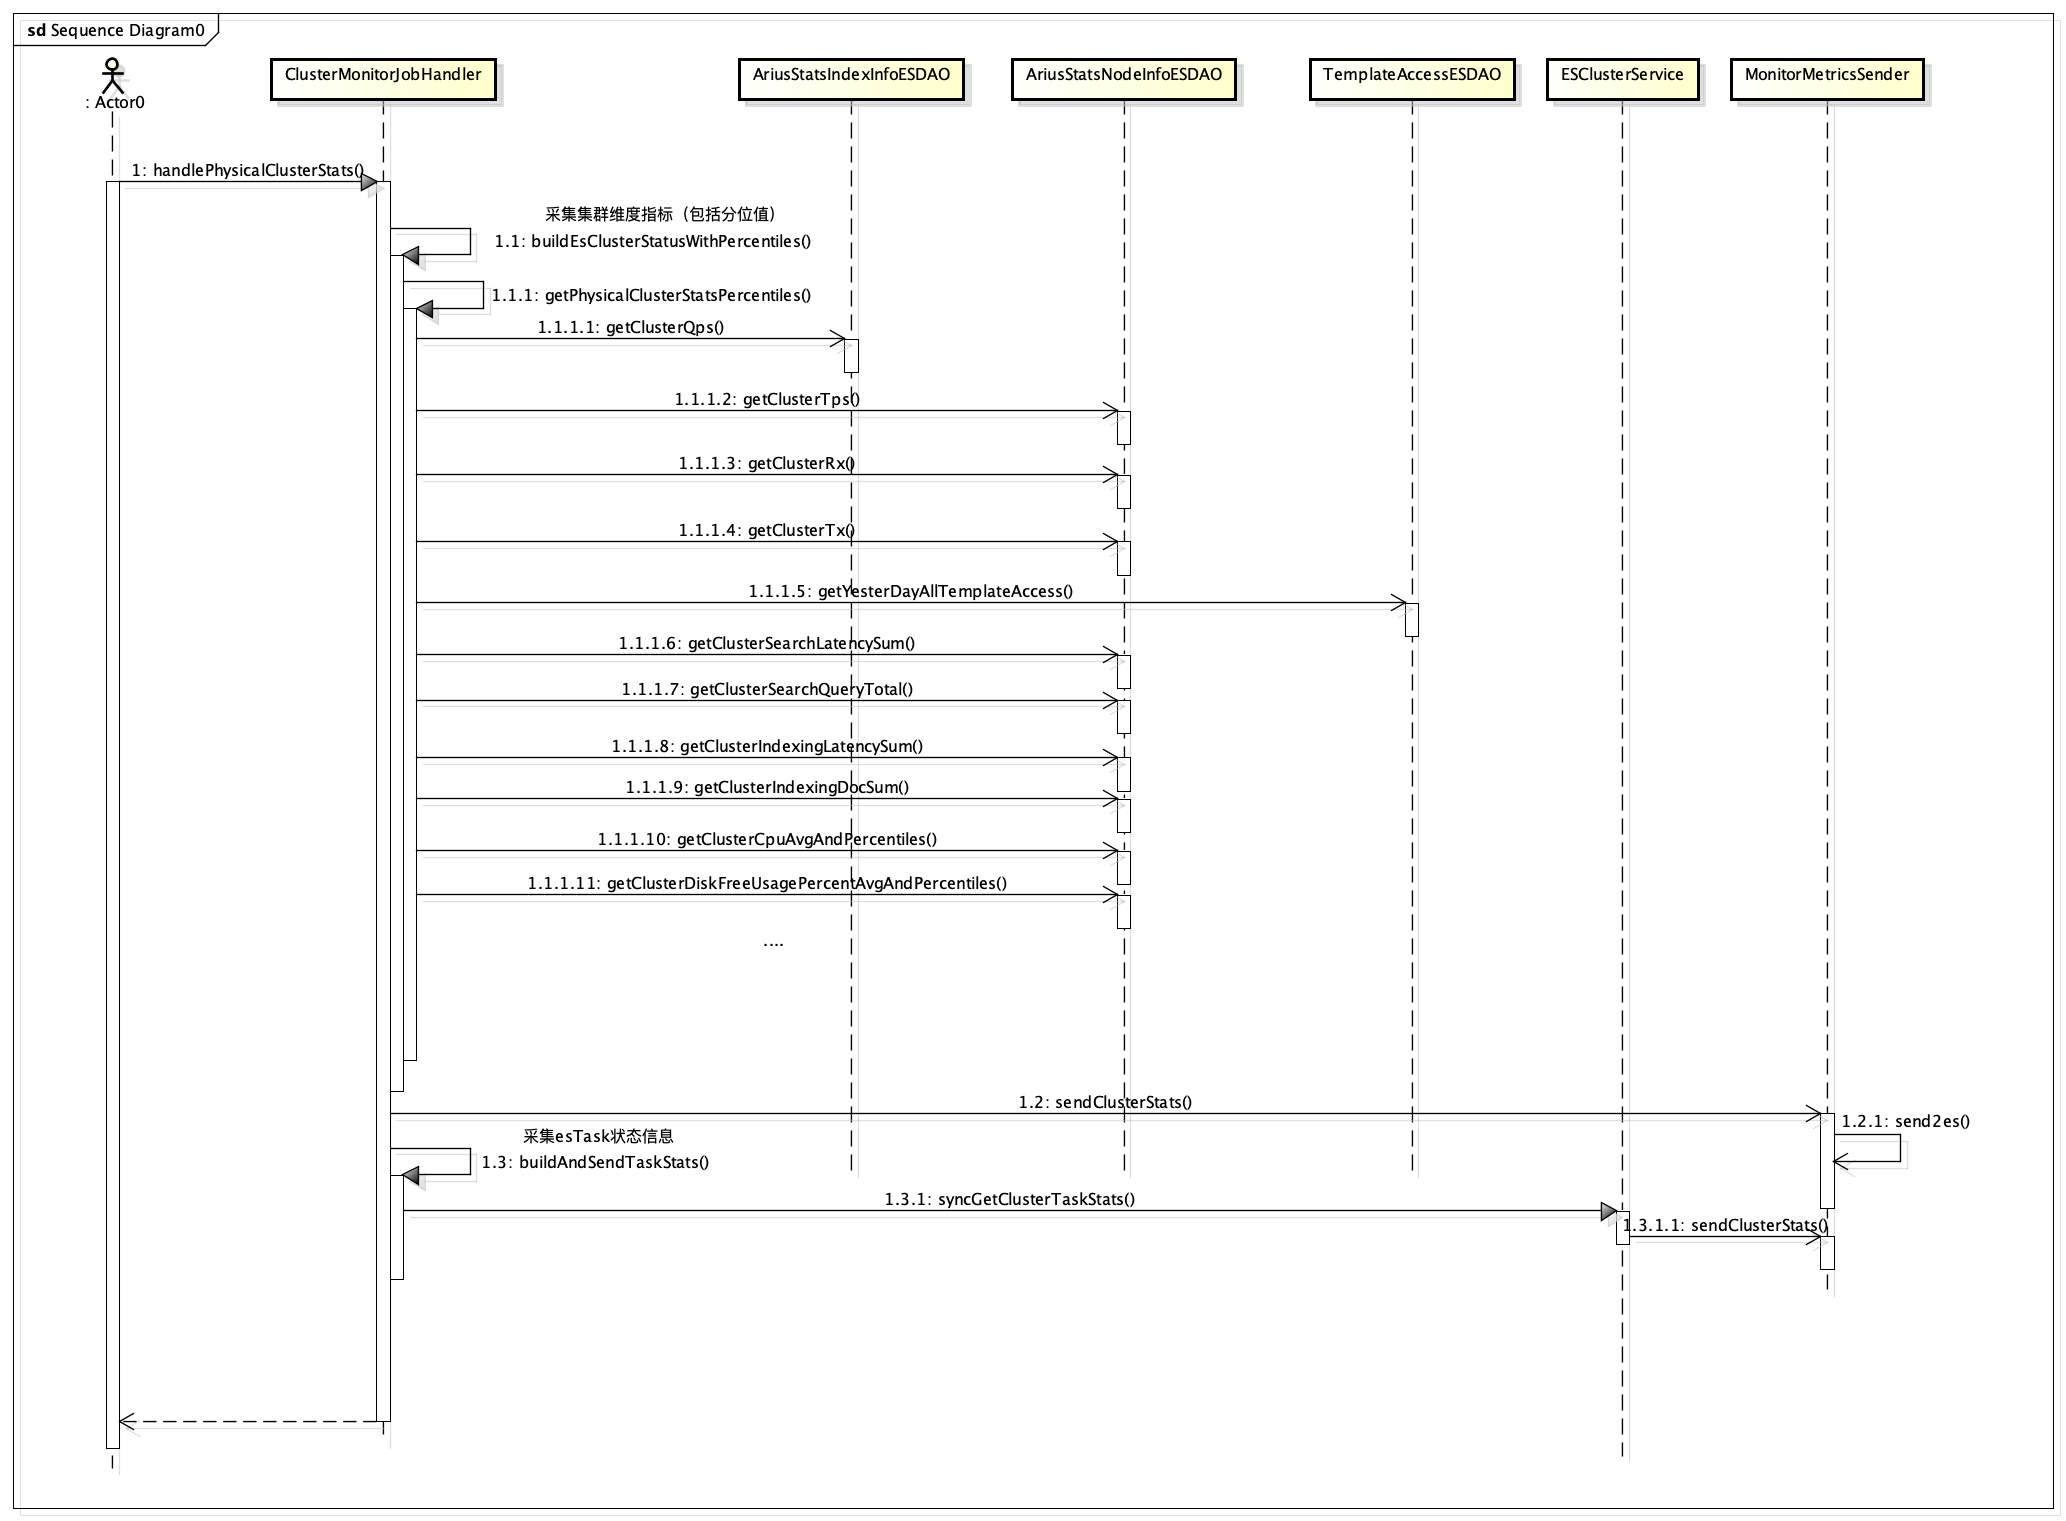 sd Sequence Diagram0
: Actor0
ClusterMonitorJobHandler
AriusStatsIndexInfoESDAO
AriusStatsNodeInfoESDAO
TemplateAccessESDAO
ESClusterService
MonitorMetricsSender
1: handlePhysicalClusterStats()
采集集群维度指标（包括分位值）
1.1: buildEsClusterStatusWithPercentiles()
1.1.1: getPhysicalClusterStatsPercentiles()
1.1.1.1: getClusterQps()
1.1.1.2: getClusterTps()
1.1.1.3: getClusterRx()
1.1.1.4: getClusterTx()
1.1.1.5: getYesterDayAllTemplateAccess()
1.1.1.6: getClusterSearchLatencySum()
1.1.1.7: getClusterSearchQueryTotal()
1.1.1.8: getClusterIndexingLatencySum()
1.1.1.9: getClusterIndexingDocSum()
1.1.1.10: getClusterCpuAvgAndPercentiles()
1.1.1.11: getClusterDiskFreeUsagePercentAvgAndPercentiles()
....
1.2: sendClusterStats()
1.2.1: send2es()
采集esTask状态信息
1.3: buildAndSendTaskStats()
1.3.1: syncGetClusterTaskStats()
1.3.1.1: sendClusterStats()